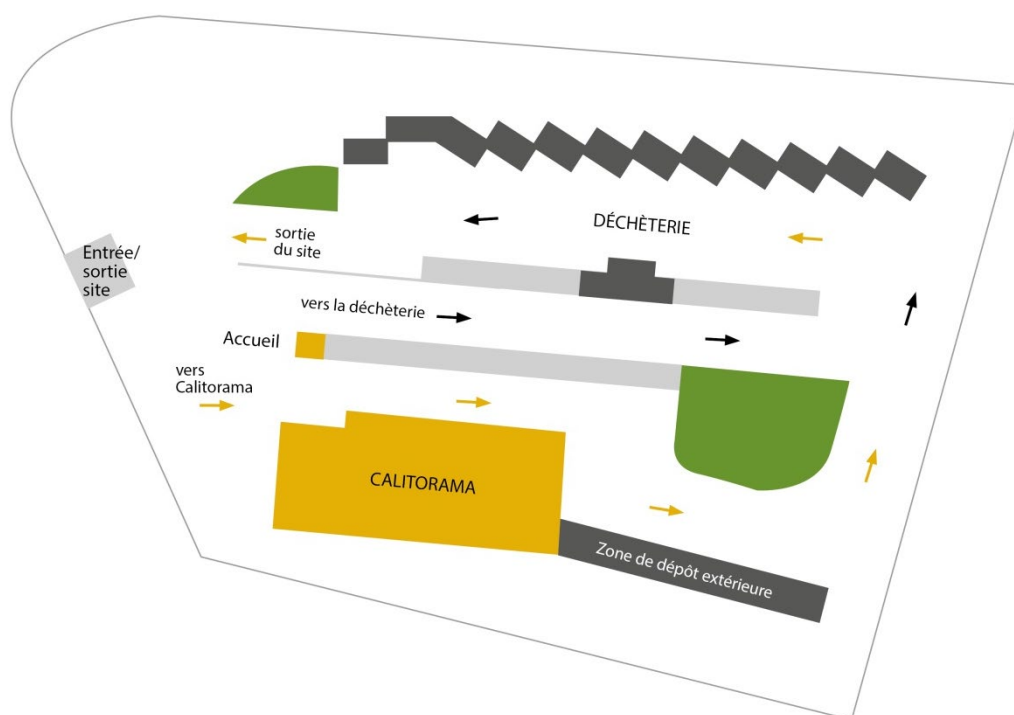 DÉCHÈTERIE
sortie
du site
Entrée/
sortie
site
vers la déchèterie
Accueil
vers
Calitorama
CALITORAMA
Zone de dépôt extérieure